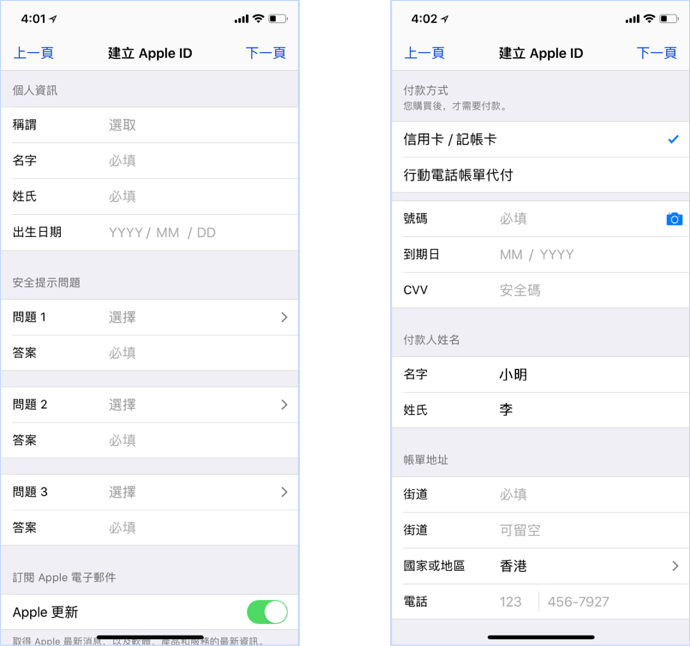 4:01
上一頁 建立 Apple ID 下一頁
個人資訊
稱謂 選取
名字 必填
姓氏 必填
出生日期 YYYY / MM / DD
安全提示問題
問題 1 選擇
答案 必填
問題 2 選擇
答案 必填
問題 3 選擇
答案 必填
訂閱 Apple 電子郵件
Apple 更新
取得 Apple 最新消息、以及軟體、產品和服務的最新資訊。
4:02
上一頁 建立 Apple ID 下一頁
付款方式
您購買後，才需要付款。
信用卡 / 記帳卡
行動電話帳單代付
號碼 必填
到期日 MM / YYYY
CVV 安全碼
付款人姓名
名字 小明
姓氏 李
帳單地址
街道 必填
街道 可留空
國家或地區 香港
電話 123 456-7927